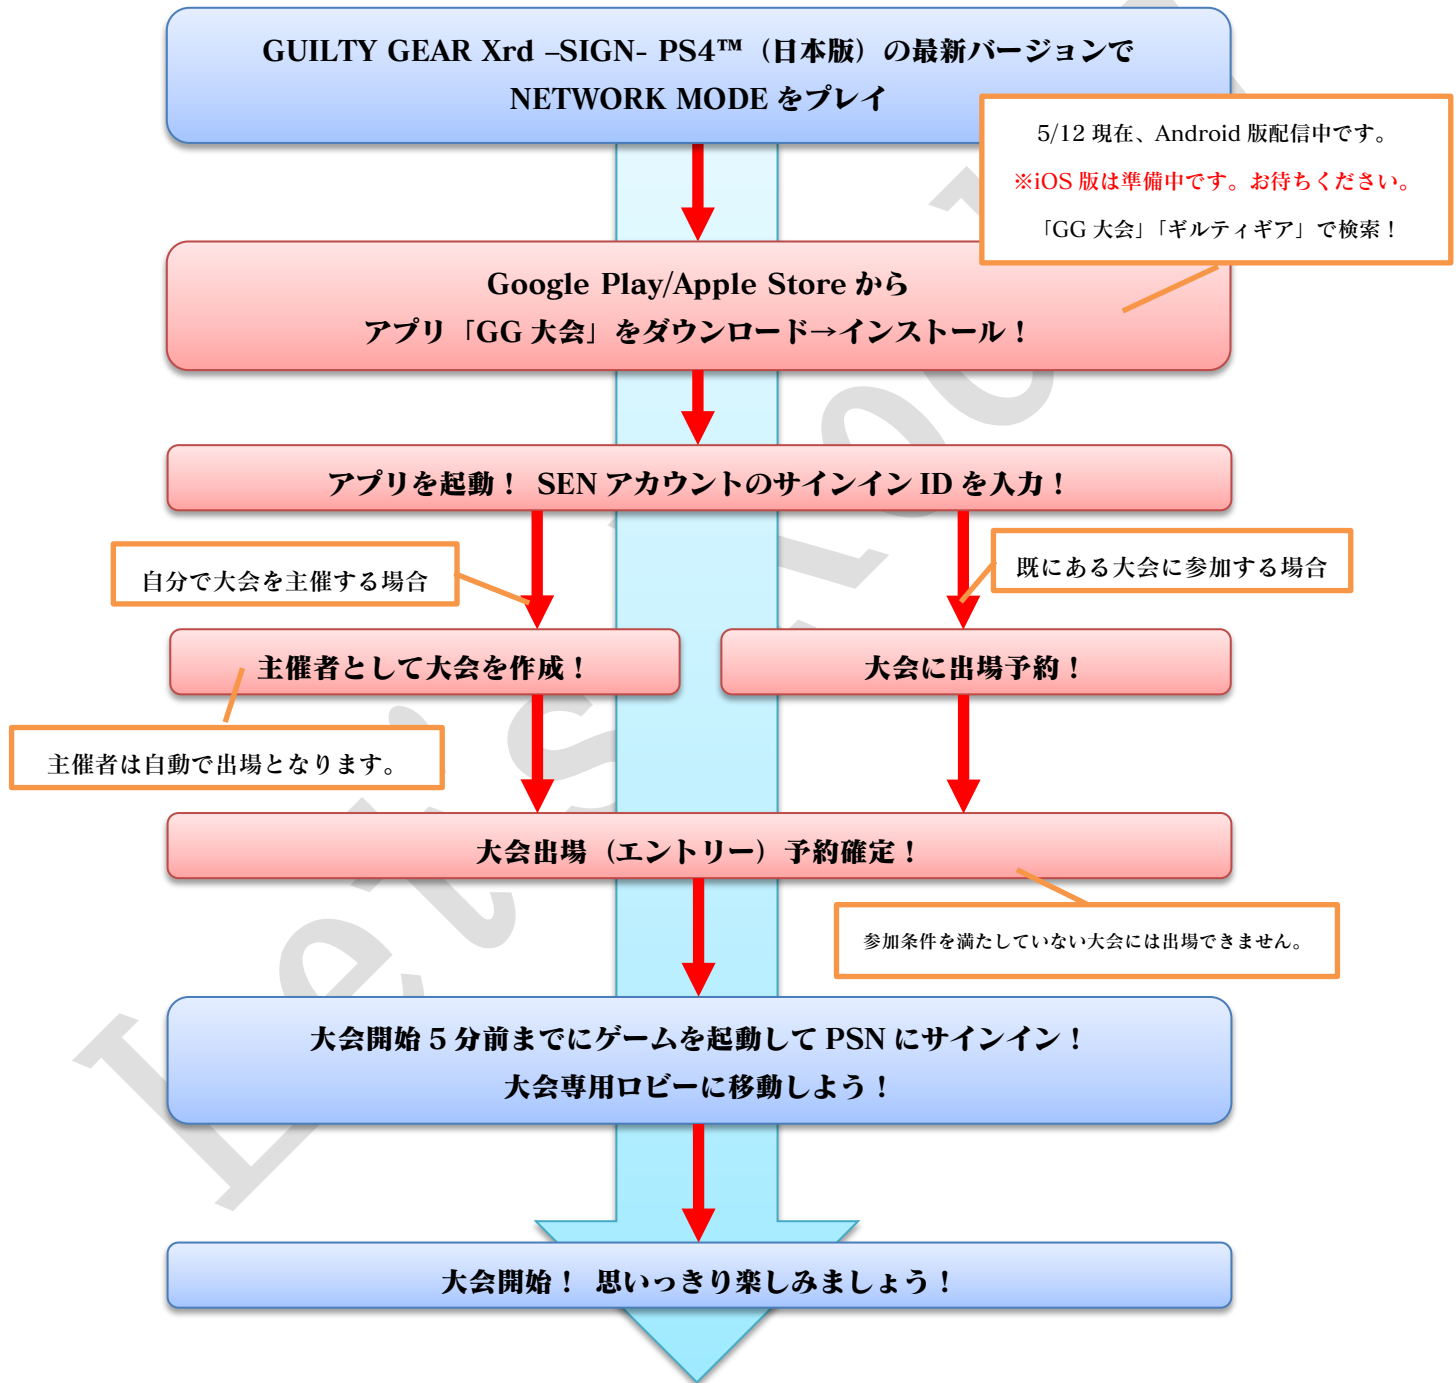 GUILTY GEAR Xrd –SIGN- PS4™（日本版）の最新バージョンで
NETWORK MODE をプレイ
5/12 現在、Android 版配信中です。
※iOS 版は準備中です。お待ちください。
「GG 大会」「ギルティギア」で検索！
Google Play/Apple Store から
アプリ「GG 大会」をダウンロード→インストール！
アプリを起動！ SEN アカウントのサインイン ID を入力！
自分で大会を主催する場合
既にある大会に参加する場合
主催者として大会を作成！
大会に出場予約！
主催者は自動で出場となります。
大会出場（エントリー）予約確定！
参加条件を満たしていない大会には出場できません。
大会開始 5 分前までにゲームを起動して PSN にサインイン！
大会専用ロビーに移動しよう！
大会開始！ 思いっきり楽しみましょう！
Let's